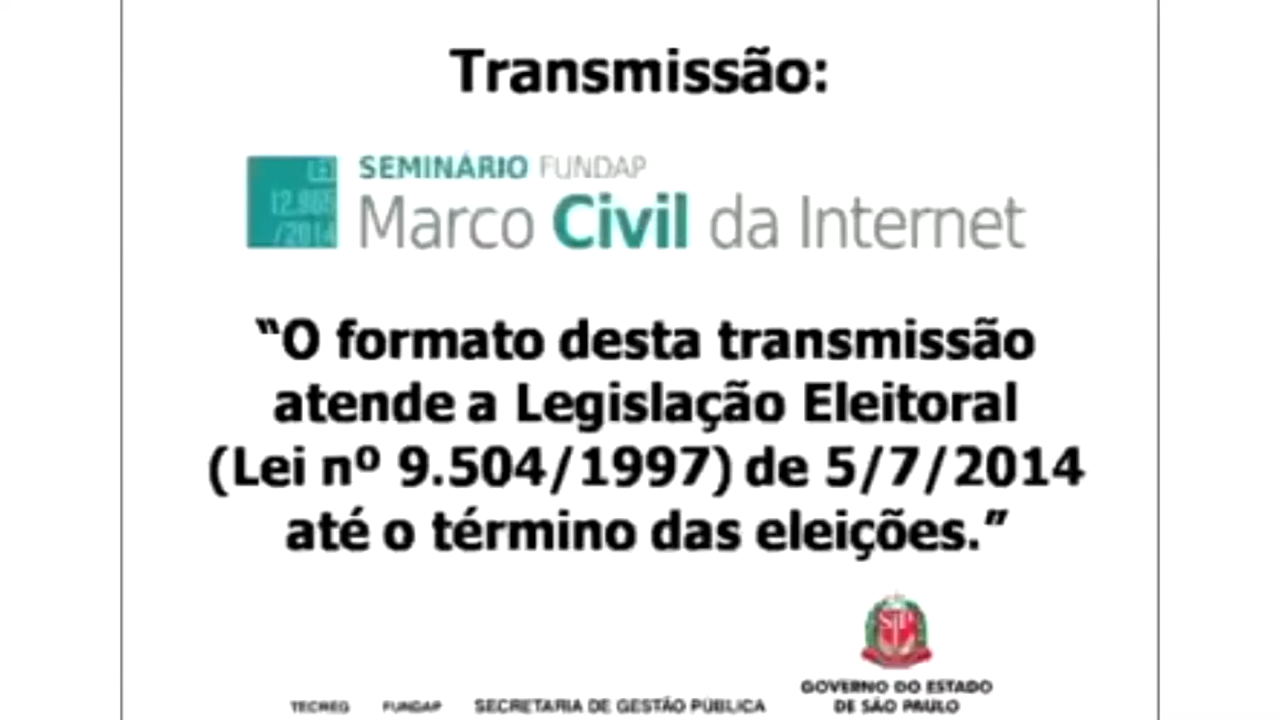 Transmissão:
LEI
12.965
/2014
SEMINÁRIO FUNDAP
Marco Civil da Internet
“O formato desta transmissão
atende a Legislação Eleitoral
(Lei nº 9.504/1997) de 5/7/2014
até o término das eleições.”
SP
TECREG FUNDAP SECRETARIA DE GESTÃO PÚBLICA
GOVERNO DO ESTADO
DE SÃO PAULO